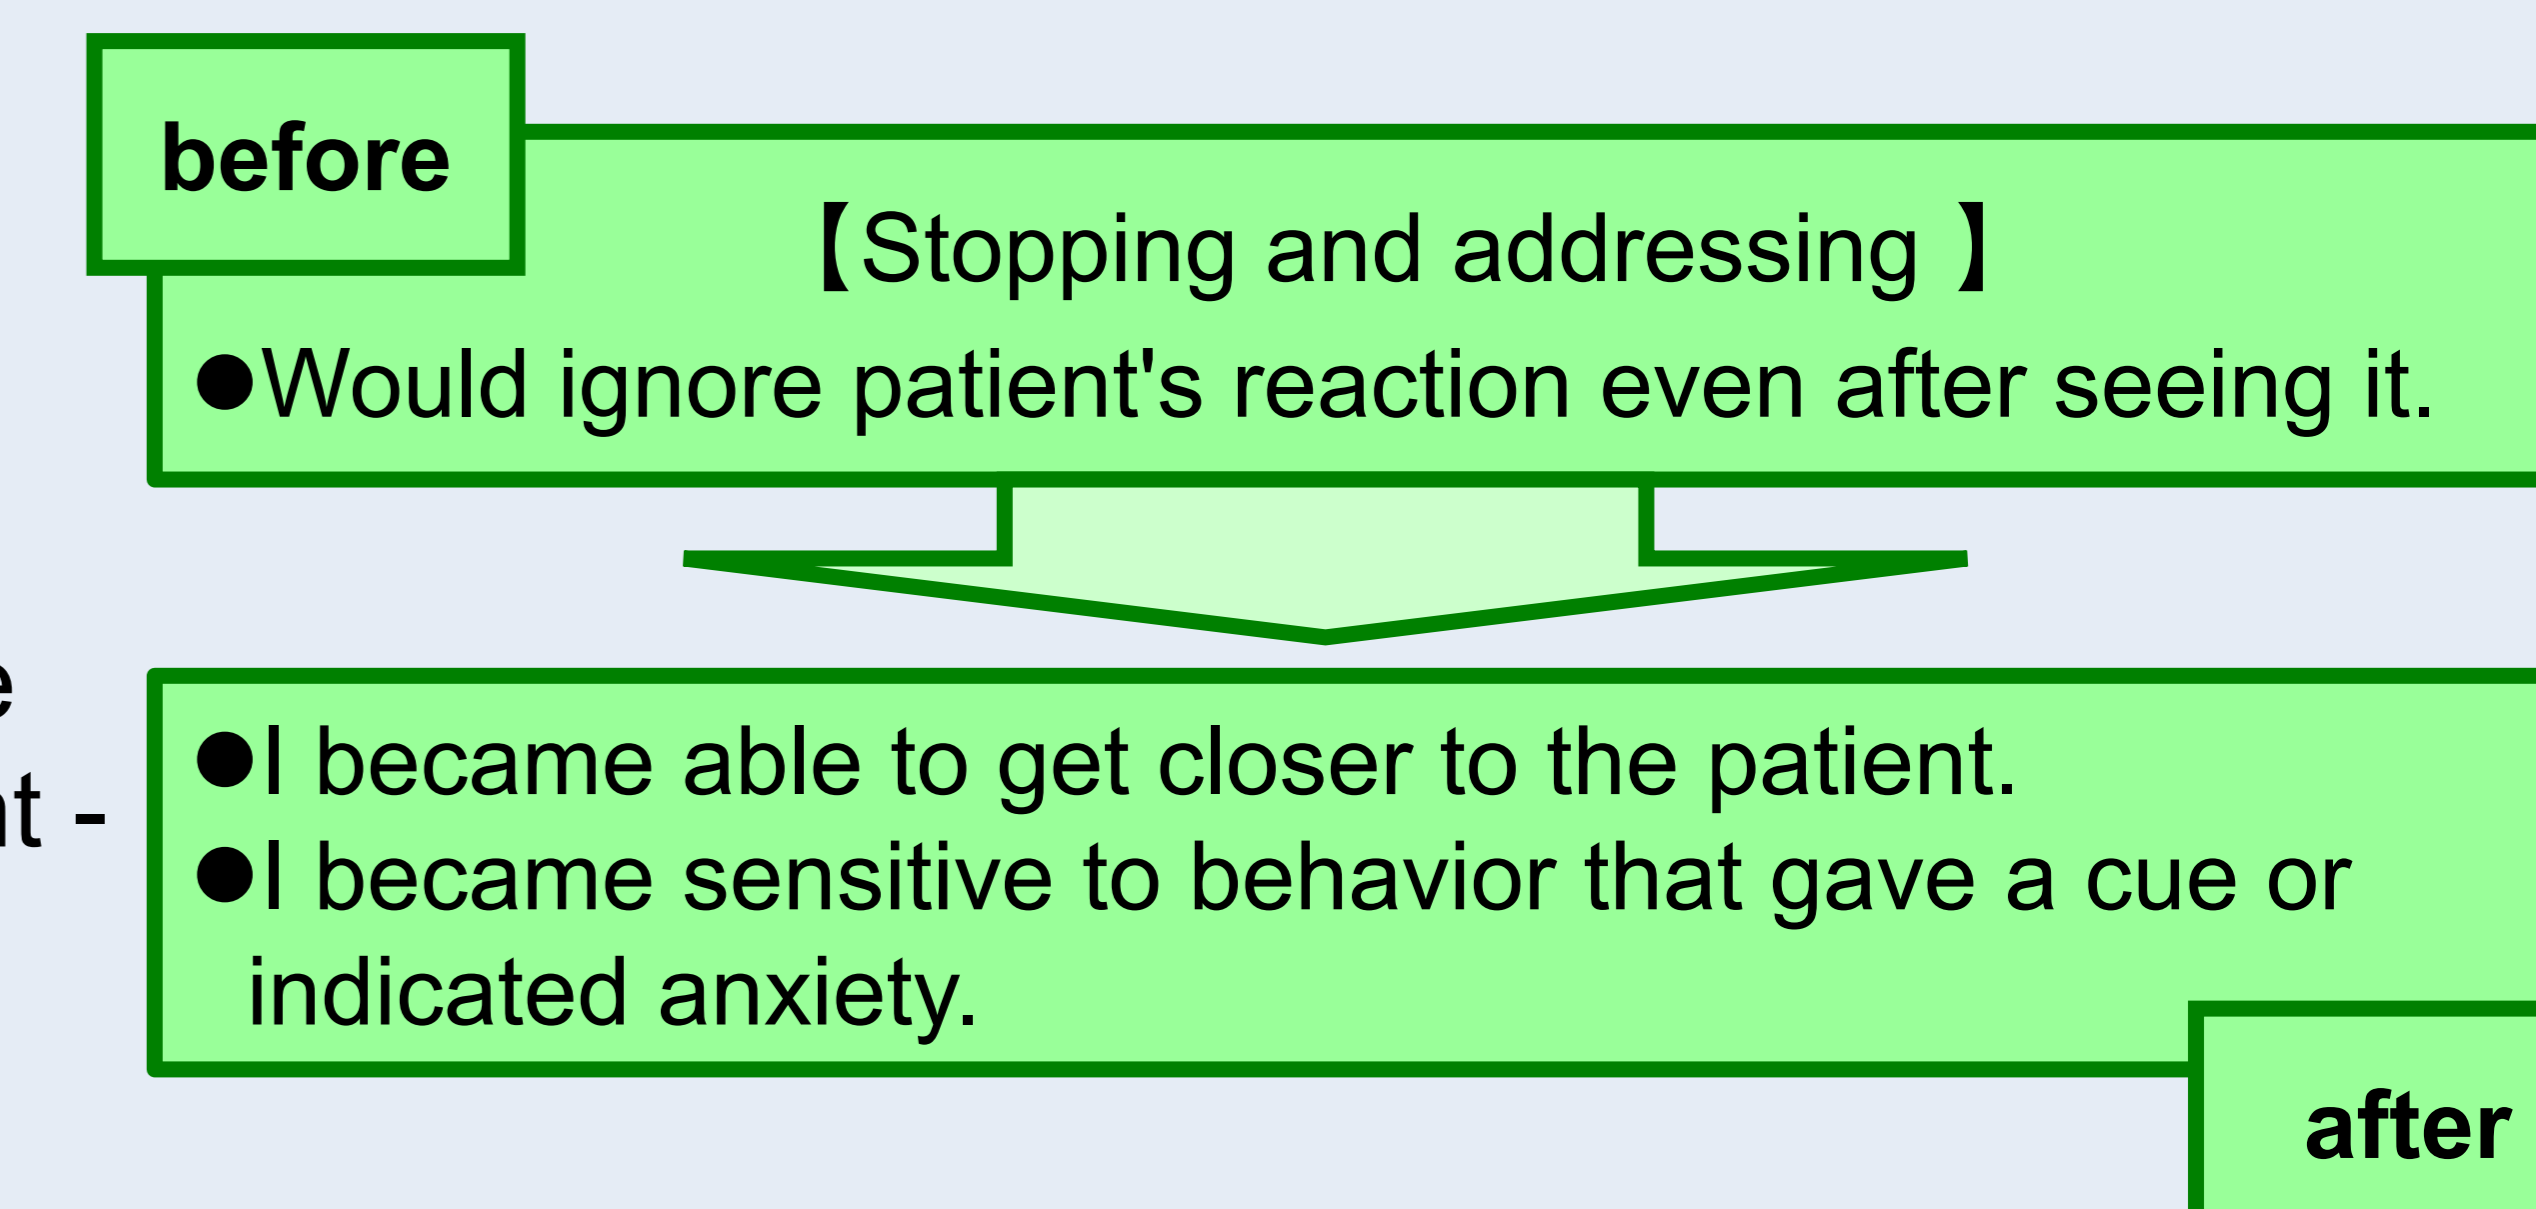 before
【Stopping and addressing 】
●Would ignore patient's reaction even after seeing it.
●I became able to get closer to the patient.
●I became sensitive to behavior that gave a cue or
indicated anxiety.
after